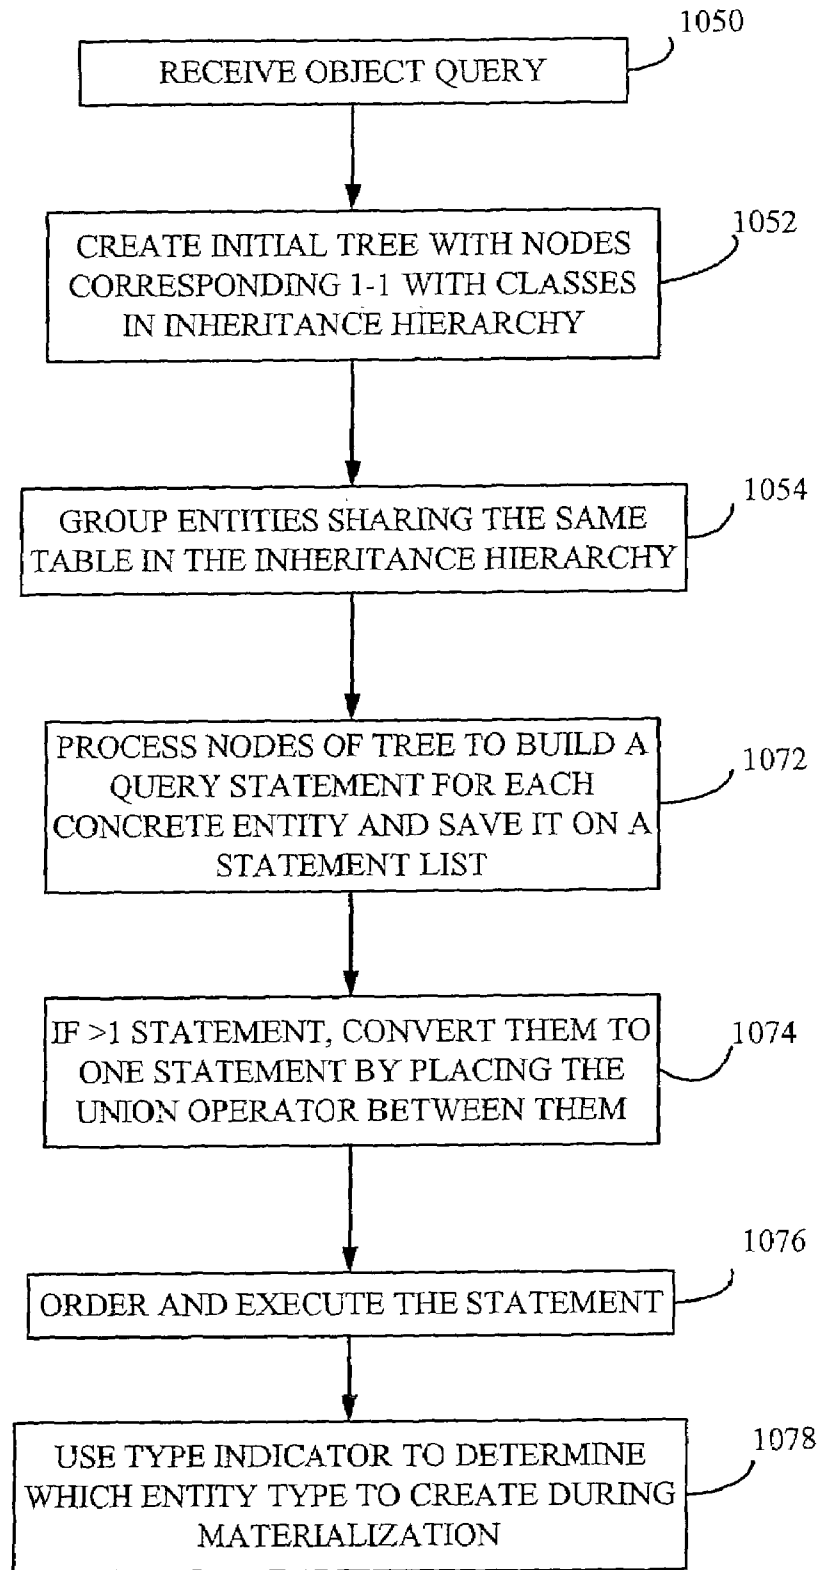 1050
RECEIVE OBJECT QUERY
1052
CREATE INITIAL TREE WITH NODES
CORRESPONDING 1-1 WITH CLASSES
IN INHERITANCE HIERARCHY
1054
GROUP ENTITIES SHARING THE SAME
TABLE IN THE INHERITANCE HIERARCHY
1072
PROCESS NODES OF TREE TO BUILD A
QUERY STATEMENT FOR EACH
CONCRETE ENTITY AND SAVE IT ON A
STATEMENT LIST
1074
IF >1 STATEMENT, CONVERT THEM TO
ONE STATEMENT BY PLACING THE
UNION OPERATOR BETWEEN THEM
1076
ORDER AND EXECUTE THE STATEMENT
1078
USE TYPE INDICATOR TO DETERMINE
WHICH ENTITY TYPE TO CREATE DURING
MATERIALIZATION